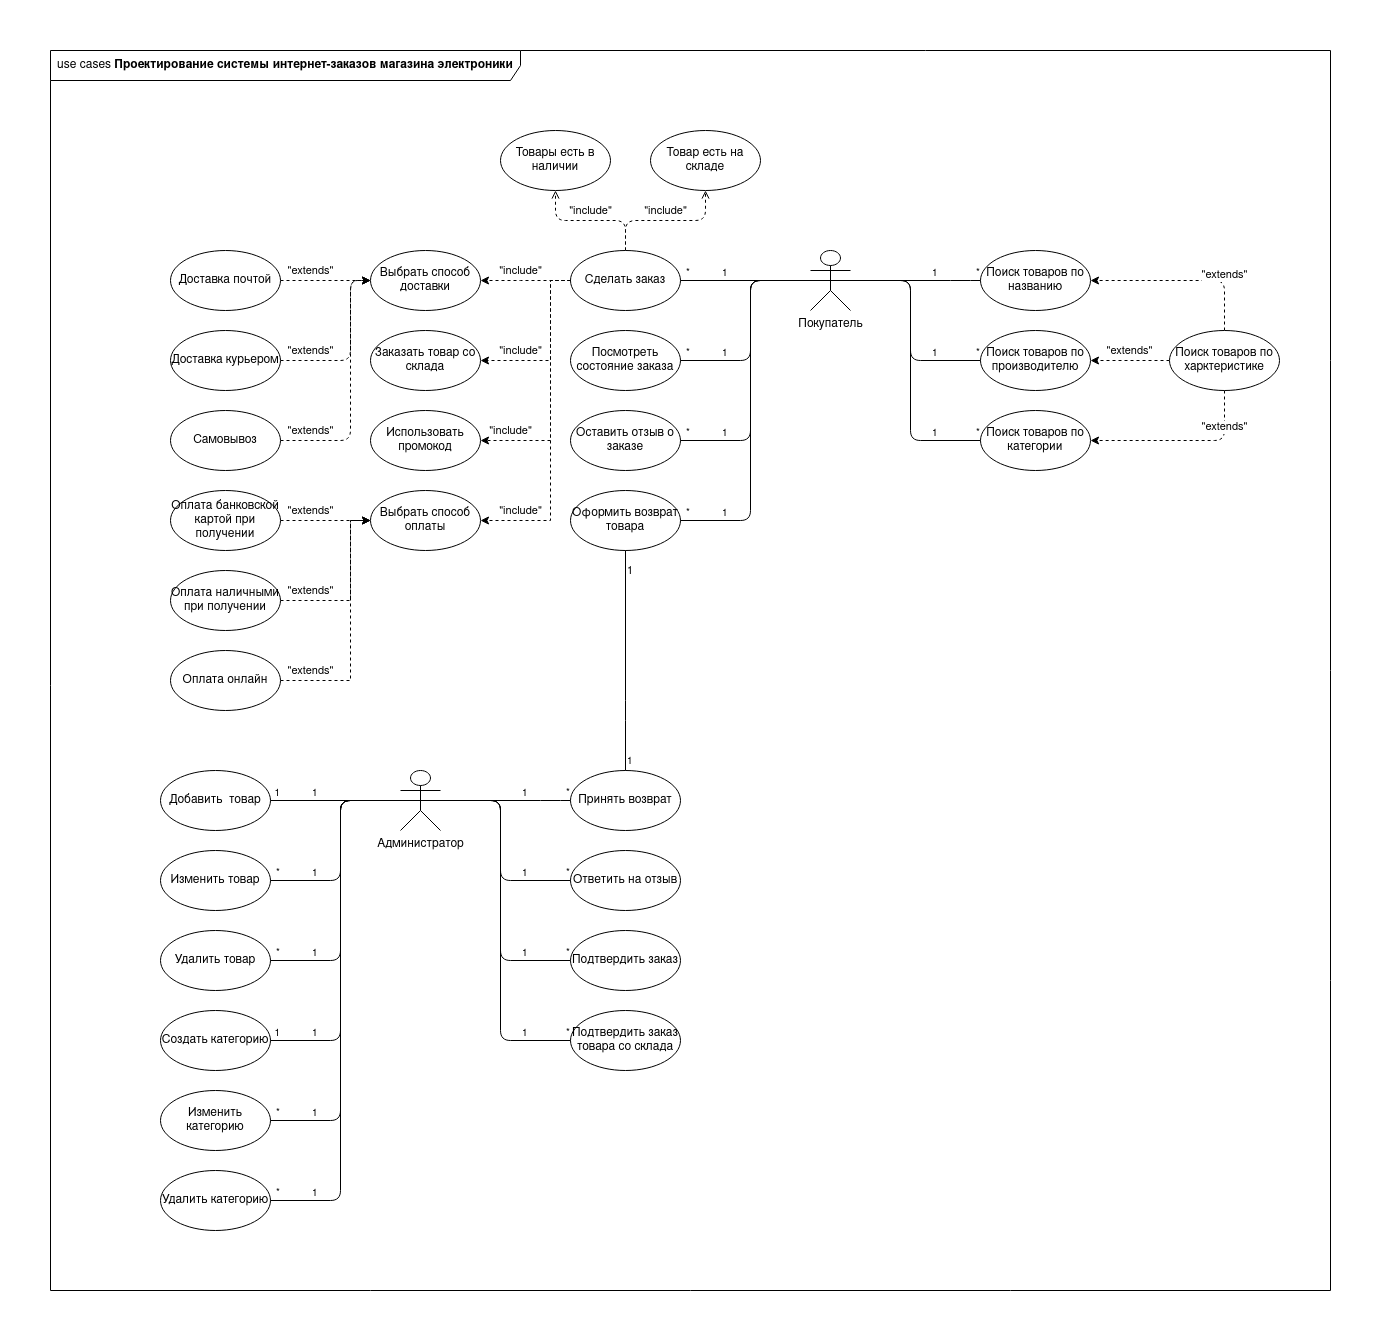 use cases Проектирование системы интернет-заказов магазина электроники
Товары есть в
наличии
Товар есть на
складе
"include"
"include"
Доставка почтой
"extends"
Выбрать способ
доставки
"include"
Сделать заказ
*
1
Покупатель
1
*
Поиск товаров по
названию
"extends"
Доставка курьером
"extends"
Заказать товар со
склада
"include"
Посмотреть
состояние заказа
*
1
1
*
Поиск товаров по
производителю
"extends"
Поиск товаров по
харктеристике
Самовывоз
"extends"
Использовать
промокод
"include"
Оставить отзыв о
заказе
*
1
1
*
Поиск товаров по
категории
"extends"
Оплата банковской
картой при
получении
"extends"
Выбрать способ
оплаты
"include"
Оформить возврат
товара
*
1
1
Оплата наличными
при получении
"extends"
Оплата онлайн
"extends"
1
Добавить  товар
1
1
Администратор
1
*
Принять возврат
Изменить товар
*
1
1
*
Ответить на отзыв
Удалить товар
*
1
1
*
Подтвердить заказ
Создать категорию
1
1
1
*
Подтвердить заказ
товара со склада
Изменить
категорию
*
1
Удалить категорию
*
1